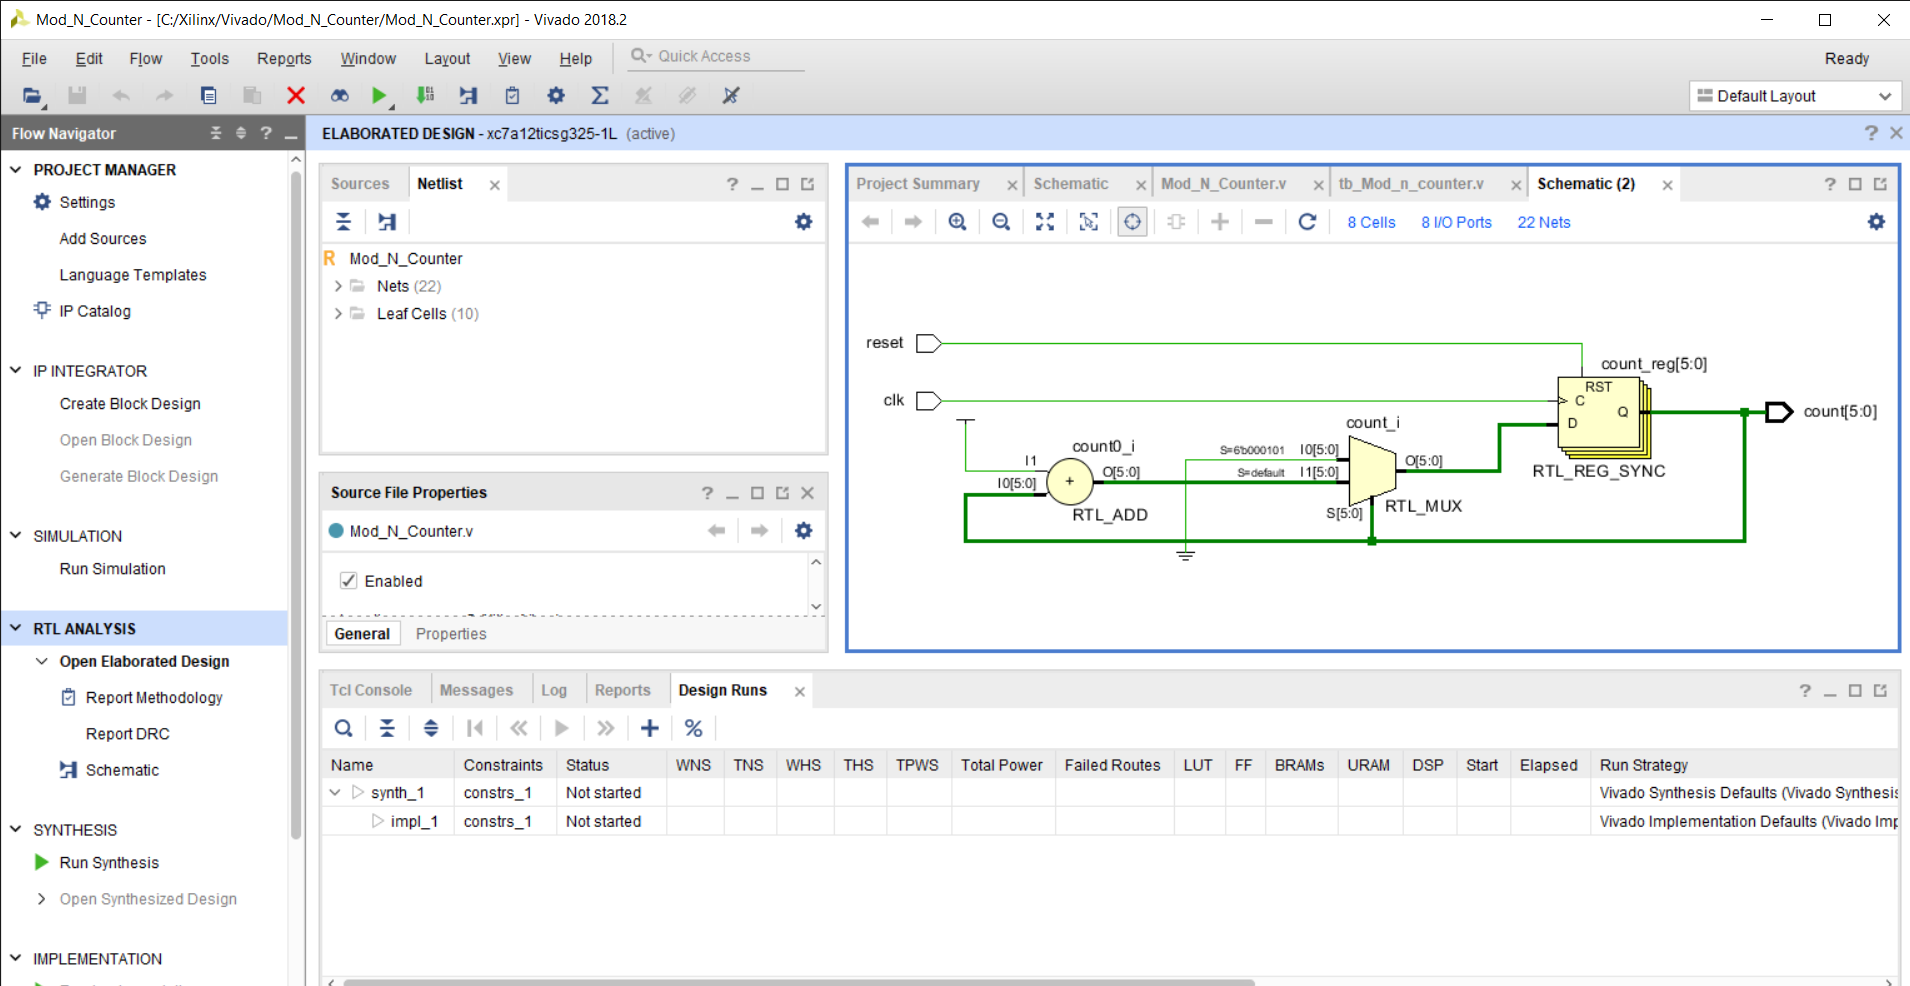 Mod_N_Counter - [C:/Xilinx/Vivado/Mod_N_Counter/Mod_N_Counter.xpr] - Vivado 2018.2
File Edit Flow Tools Reports Window Layout View Help Quick Access Ready
Default Layout
Flow Navigator
PROJECT MANAGER
Settings
Add Sources
Language Templates
IP Catalog
IP INTEGRATOR
Create Block Design
Open Block Design
Generate Block Design
SIMULATION
Run Simulation
RTL ANALYSIS
Open Elaborated Design
Report Methodology
Report DRC
Schematic
SYNTHESIS
Run Synthesis
Open Synthesized Design
IMPLEMENTATION
ELABORATED DESIGN - xc7a12ticsg325-1L (active)
Sources Netlist
R Mod_N_Counter
Nets (22)
Leaf Cells (10)
Source File Properties
Mod_N_Counter.v
Enabled
General Properties
Project Summary Schematic Mod_N_Counter.v tb_Mod_n_counter.v Schematic (2)
8 Cells 8 I/O Ports 22 Nets
reset
clk
count0_i
I1
I0[5:0]
+
O[5:0]
RTL_ADD
count_i
S=6'b000101 I0[5:0]
S=default I1[5:0]
S[5:0]
O[5:0]
RTL_MUX
count_reg[5:0]
RST
C
Q
D
RTL_REG_SYNC
count[5:0]
Tcl Console Messages Log Reports Design Runs
Name Constraints Status WNS TNS WHS THS TPWS Total Power Failed Routes LUT FF BRAMs URAM DSP Start Elapsed Run Strategy
synth_1 constrs_1 Not started Vivado Synthesis Defaults (Vivado Synthesis
impl_1 constrs_1 Not started Vivado Implementation Defaults (Vivado Imp